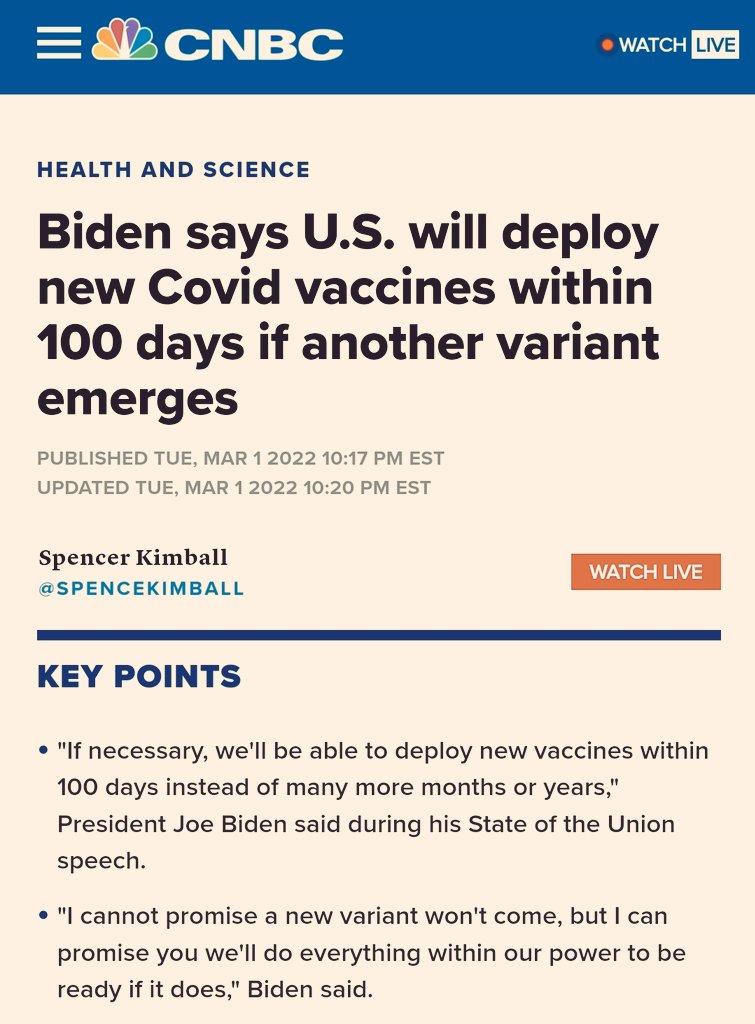 CNBC
WATCH LIVE
HEALTH AND SCIENCE
Biden says U.S. will deploy
new Covid vaccines within
100 days if another variant
emerges
PUBLISHED TUE, MAR 1 2022 10:17 PM EST
UPDATED TUE, MAR 1 2022 10:20 PM EST
Spencer Kimball
@SPENCEKIMBALL
WATCH LIVE
KEY POINTS
• "If necessary, we'll be able to deploy new vaccines within
100 days instead of many more months or years,"
President Joe Biden said during his State of the Union
speech.
• "I cannot promise a new variant won't come, but I can
promise you we'll do everything within our power to be
ready if it does," Biden said.